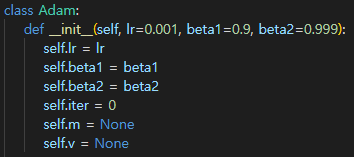 class Adam:
    def __init__(self, lr=0.001, beta1=0.9, beta2=0.999):
        self.lr = lr
        self.beta1 = beta1
        self.beta2 = beta2
        self.iter = 0
        self.m = None
        self.v = None